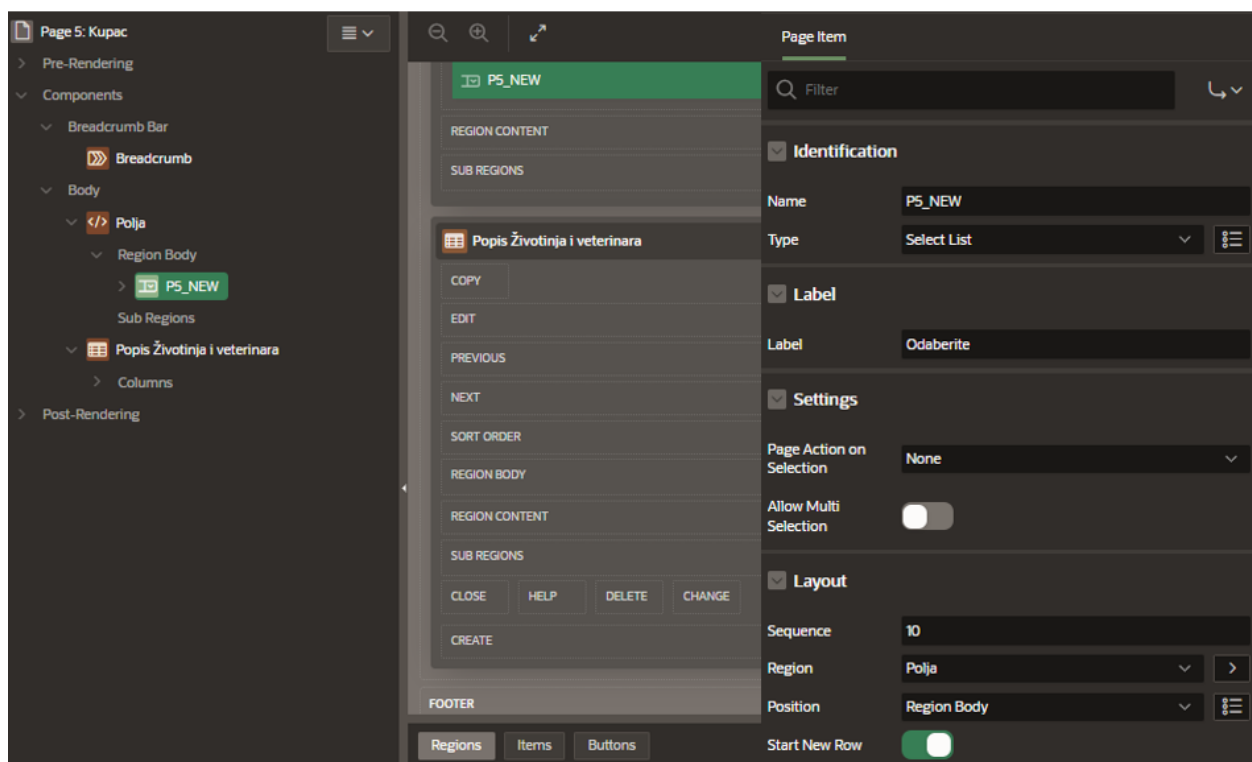 Page 5: Kupac
Pre-Rendering
Components
Breadcrumb Bar
Breadcrumb
Body
Polja
Region Body
P5_NEW
Sub Regions
Popis Životinja i veterinara
Columns
Post-Rendering
P5_NEW
REGION CONTENT
SUB REGIONS
Popis Životinja i veterinara
COPY
EDIT
PREVIOUS
NEXT
SORT ORDER
REGION BODY
REGION CONTENT
SUB REGIONS
CLOSE HELP DELETE CHANGE
CREATE
FOOTER
Regions Items Buttons
Page Item
Filter
Identification
Name P5_NEW
Type Select List
Label
Label Odaberite
Settings
Page Action on
Selection None
Allow Multi
Selection
Layout
Sequence 10
Region Polja
Position Region Body
Start New Row